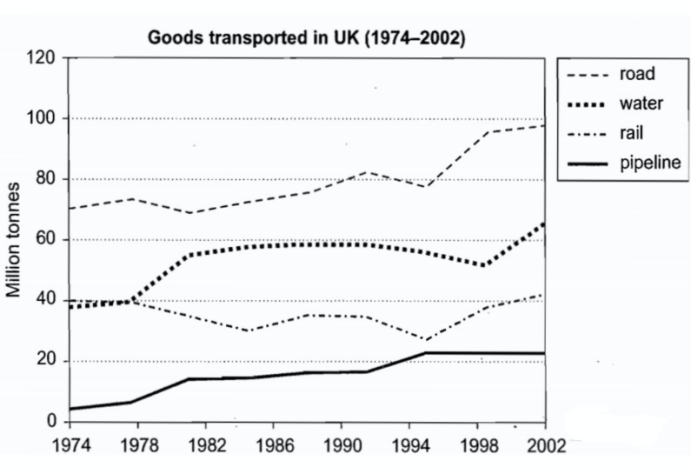 Goods transported in UK (1974–2002)
120
100
80
60
40
20
0
Million tonnes
1974 1978 1982 1986 1990 1994 1998 2002
road
water
rail
pipeline